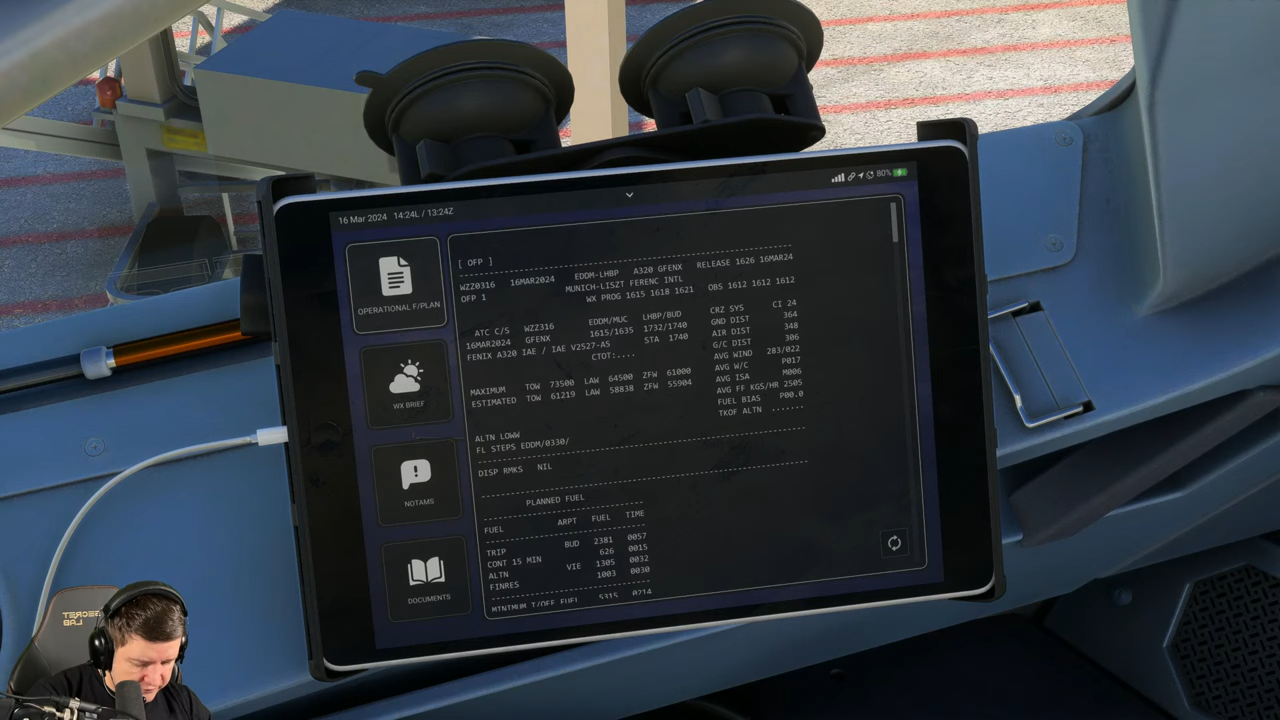 16 Mar 2024 14:24L / 13:24Z
80%
OPERATIONAL F/PLAN
WX BRIEF
NOTAMS
DOCUMENTS
[ OFP ]
WZZ0316 16MAR2024 EDDM-LHBP A320 GFENX RELEASE 1626 16MAR24
OFP 1 MUNICH-LISZT FERENC INTL
WX PROG 1615 1618 1621 OBS 1612 1612 1612
ATC C/S WZZ316 EDDM/MUC LHBP/BUD CRZ SYS CI 24
16MAR2024 GFENX 1615/1635 1732/1740 GND DIST 364
FENIX A320 IAE / IAE V2527-A5 STA 1740 AIR DIST 348
CTOT:.... G/C DIST 306
AVG WIND 283/022
MAXIMUM TOW 73500 LAW 64500 ZFW 61000 AVG W/C P017
ESTIMATED TOW 61219 LAW 58838 ZFW 55904 AVG ISA M006
AVG FF KGS/HR 2505
FUEL BIAS P00.0
ALTN LOWW TKOF ALTN .......
FL STEPS EDDM/0330/
DISP RMKS NIL
PLANNED FUEL
FUEL ARPT FUEL TIME
TRIP BUD 2381 0057
CONT 15 MIN 626 0015
ALTN VIE 1305 0032
FINRES 1003 0030
MINIMUM T/OFF FUEL 5315 0214
SECRET
LAB